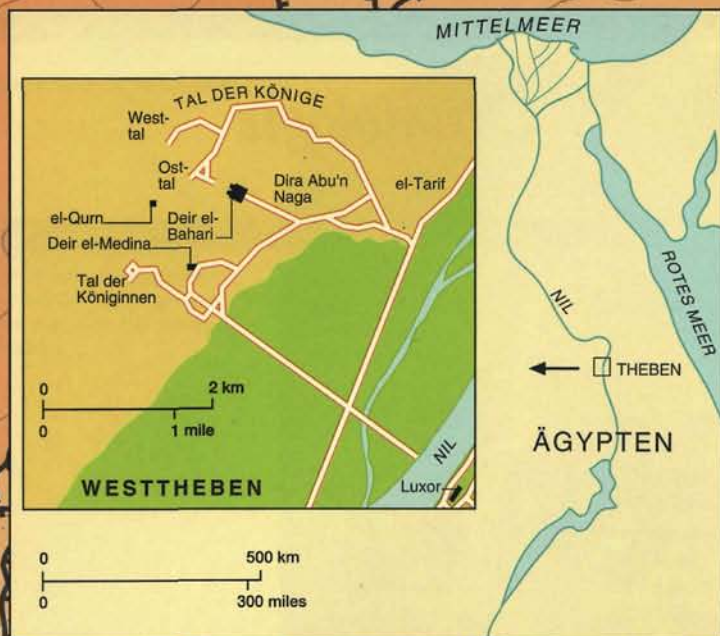 MITTELMEER
TAL DER KÖNIGE
West-
tal
Ost-
tal
Dira Abu'n
Naga
el-Tarif
el-Qurn
Deir el-
Bahari
Deir el-Medina
Tal der
Königinnen
0
2 km
0
1 mile
WESTTHEBEN
NIL
Luxor
ROTES MEER
NIL
THEBEN
ÄGYPTEN
0
500 km
0
300 miles